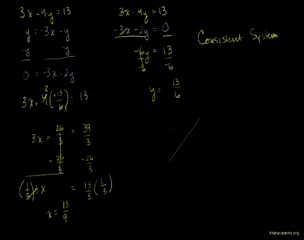 3x - 4y = 13
y = -3x - y
-y -y
0 = -3x - 2y
3x + = 13
3x + 26/3 = 39/3
- 26/3 - 26/3
(1/3) x = 13/3 (1/3)
x = 13/9
3x - 4y = 13
-3x - 2y = 0
-6y = 13
-6 -6
y = 13/6
Consistent System